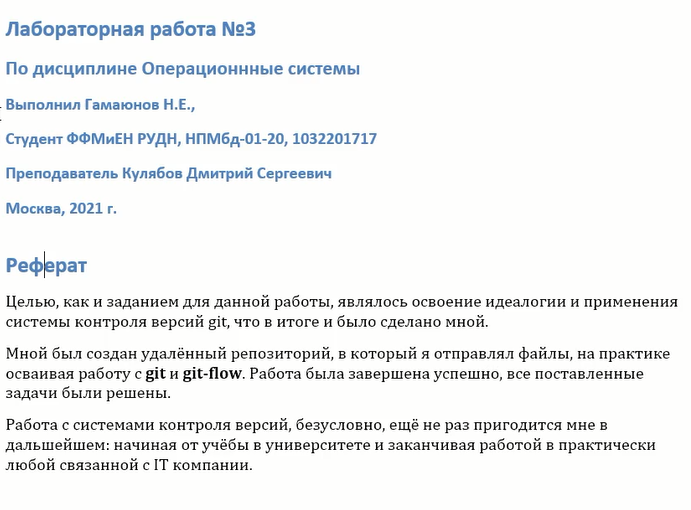 Лабораторная работа №3
По дисциплине Операционнные системы
Выполнил Гамаюнов Н.Е.,
Студент ФФМиЕН РУДН, НПМбд-01-20, 1032201717
Преподаватель Кулябов Дмитрий Сергеевич
Москва, 2021 г.
Реферат
Целью, как и заданием для данной работы, являлось освоение идеалогии и применения
системы контроля версий git, что в итоге и было сделано мной.
Мной был создан удалённый репозиторий, в который я отправлял файлы, на практике
осваивая работу с git и git-flow. Работа была завершена успешно, все поставленные
задачи были решены.
Работа с системами контроля версий, безусловно, ещё не раз пригодится мне в
дальшейшем: начиная от учёбы в университете и заканчивая работой в практически
любой связанной с IT компании.